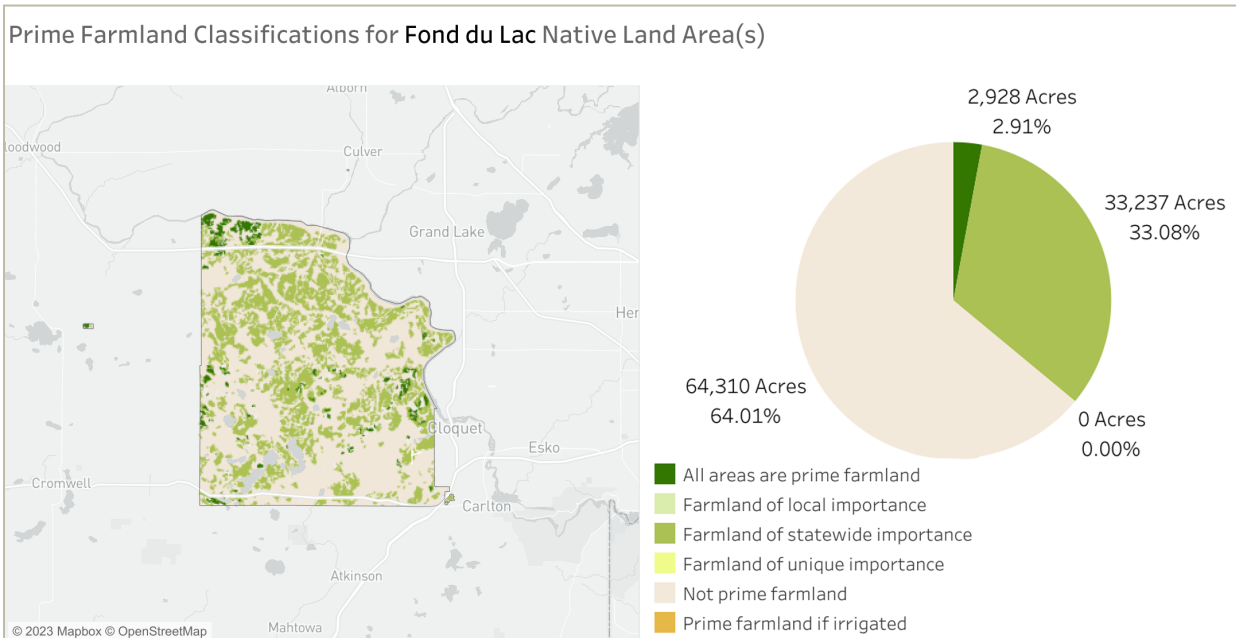 Prime Farmland Classifications for Fond du Lac Native Land Area(s)
Alborn
loodwood
Culver
Grand Lake
Her
Cloquet
Esko
Cromwell
Carlton
Atkinson
Mahtowa
© 2023 Mapbox © OpenStreetMap
2,928 Acres
2.91%
33,237 Acres
33.08%
64,310 Acres
64.01%
0 Acres
0.00%
All areas are prime farmland
Farmland of local importance
Farmland of statewide importance
Farmland of unique importance
Not prime farmland
Prime farmland if irrigated